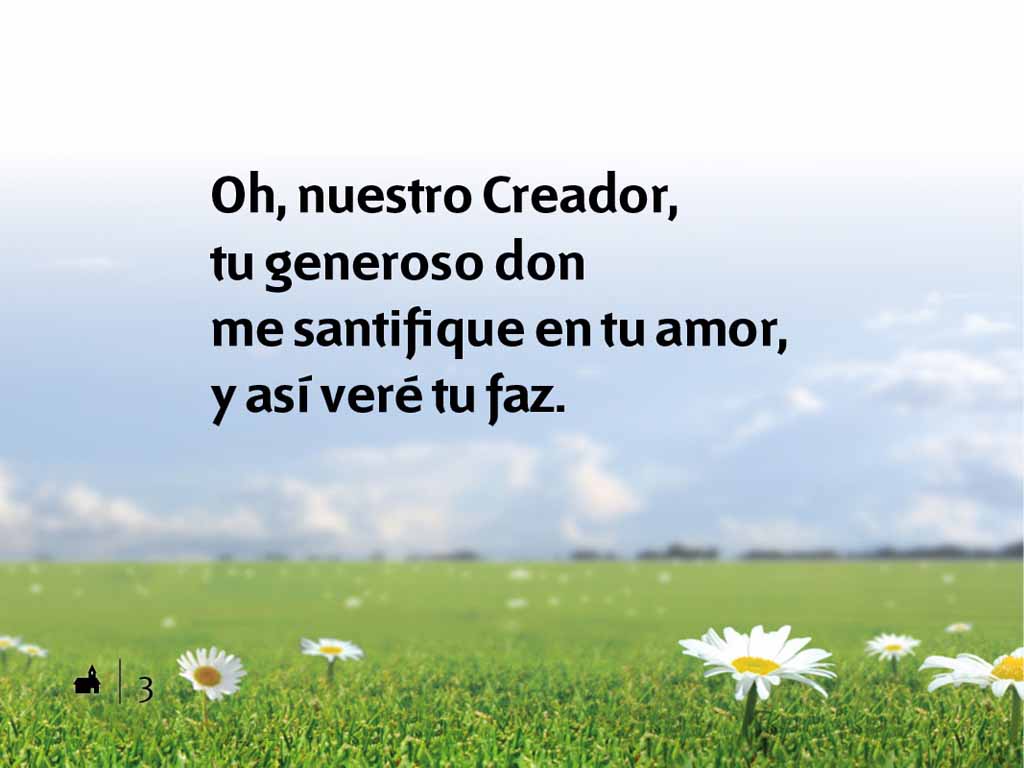 Oh, nuestro Creador,
tu generoso don
me santifique en tu amor,
y así veré tu faz.
3